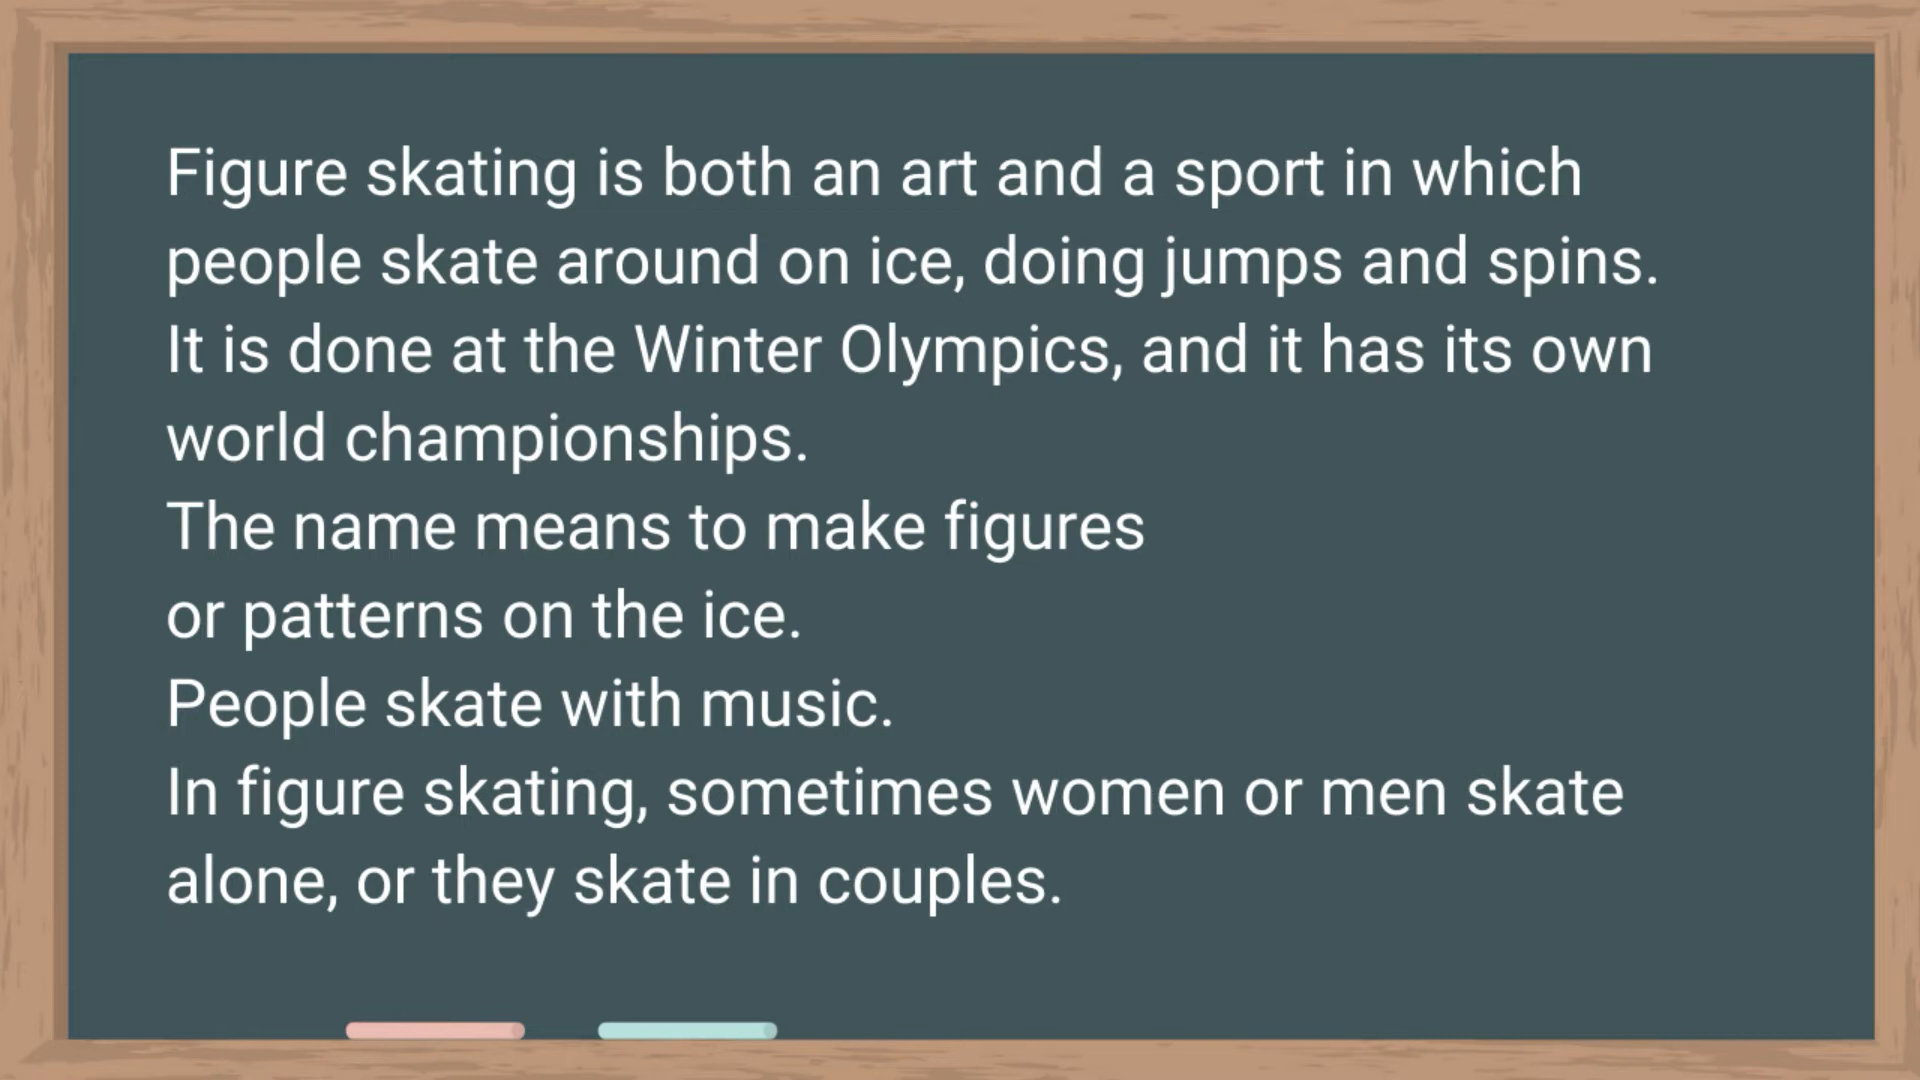 Figure skating is both an art and a sport in which
people skate around on ice, doing jumps and spins.
It is done at the Winter Olympics, and it has its own
world championships.
The name means to make figures
or patterns on the ice.
People skate with music.
In figure skating, sometimes women or men skate
alone, or they skate in couples.